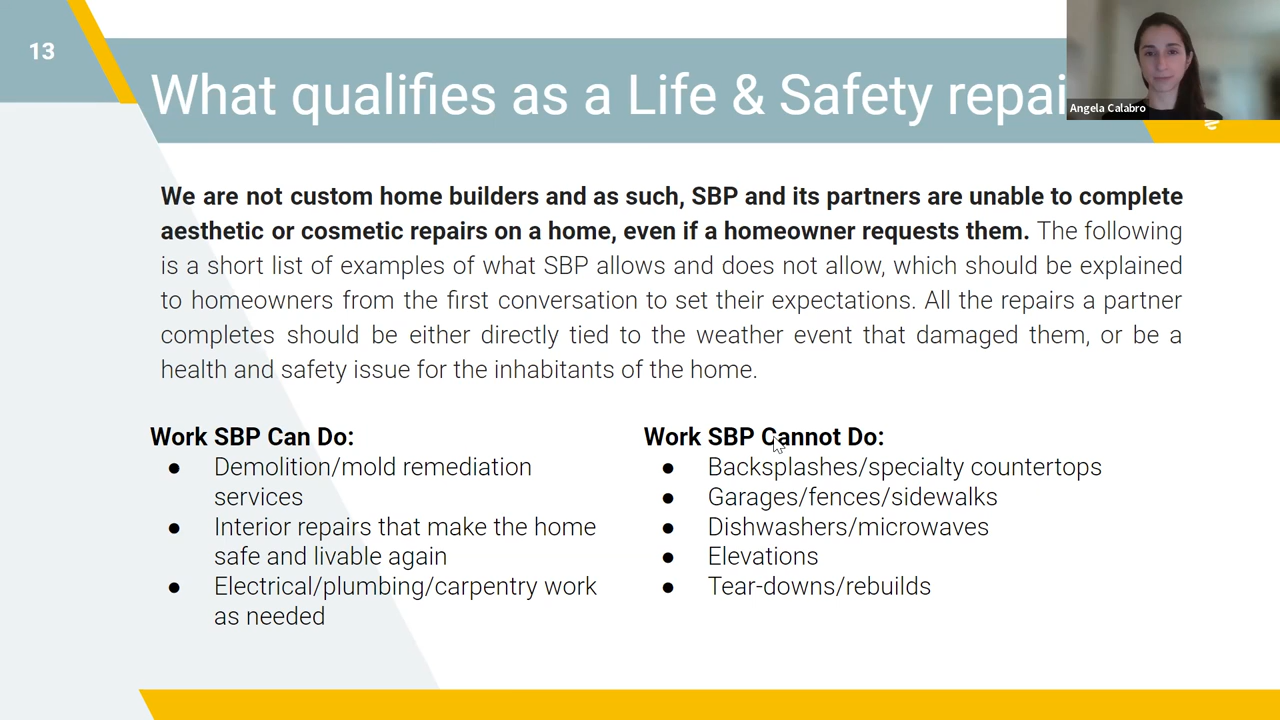 13
What qualifies as a Life & Safety repai
Angela Calabro
We are not custom home builders and as such, SBP and its partners are unable to complete
aesthetic or cosmetic repairs on a home, even if a homeowner requests them. The following
is a short list of examples of what SBP allows and does not allow, which should be explained
to homeowners from the first conversation to set their expectations. All the repairs a partner
completes should be either directly tied to the weather event that damaged them, or be a
health and safety issue for the inhabitants of the home.
Work SBP Can Do:
● Demolition/mold remediation
services
● Interior repairs that make the home
safe and livable again
● Electrical/plumbing/carpentry work
as needed
Work SBP Cannot Do:
● Backsplashes/specialty countertops
● Garages/fences/sidewalks
● Dishwashers/microwaves
● Elevations
● Tear-downs/rebuilds